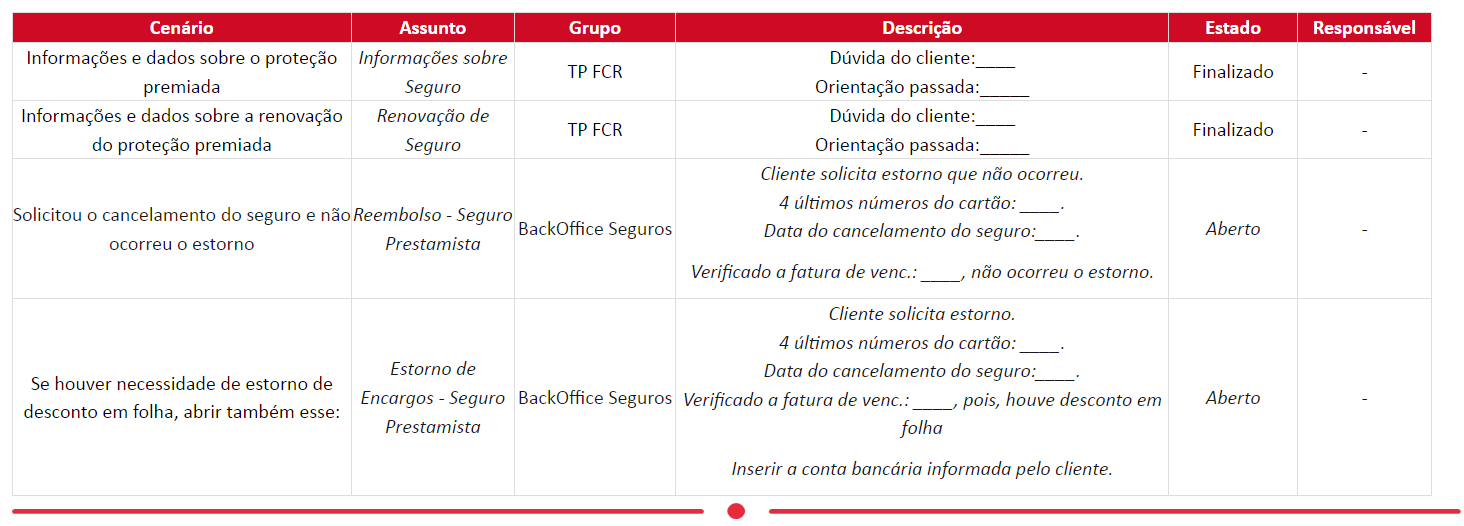 Cenário Assunto Grupo Descrição Estado Responsável
Informações e dados sobre o proteção
premiada
Informações sobre
Seguro
TP FCR
Dúvida do cliente:____
Orientação passada:_____
Finalizado
-
Informações e dados sobre a renovação
do proteção premiada
Renovação de
Seguro
TP FCR
Dúvida do cliente:____
Orientação passada:_____
Finalizado
-
Solicitou o cancelamento do seguro e não
ocorreu o estorno
Reembolso - Seguro
Prestamista
BackOffice Seguros
Cliente solicita estorno que não ocorreu.
4 últimos números do cartão: ____.
Data do cancelamento do seguro:____.
Verificado a fatura de venc.: ____, não ocorreu o estorno.
Aberto
-
Se houver necessidade de estorno de
desconto em folha, abrir também esse:
Estorno de
Encargos - Seguro
Prestamista
BackOffice Seguros
Cliente solicita estorno.
4 últimos números do cartão: ____.
Data do cancelamento do seguro:____.
Verificado a fatura de venc.: ____, pois, houve desconto em
folha
Inserir a conta bancária informada pelo cliente.
Aberto
-